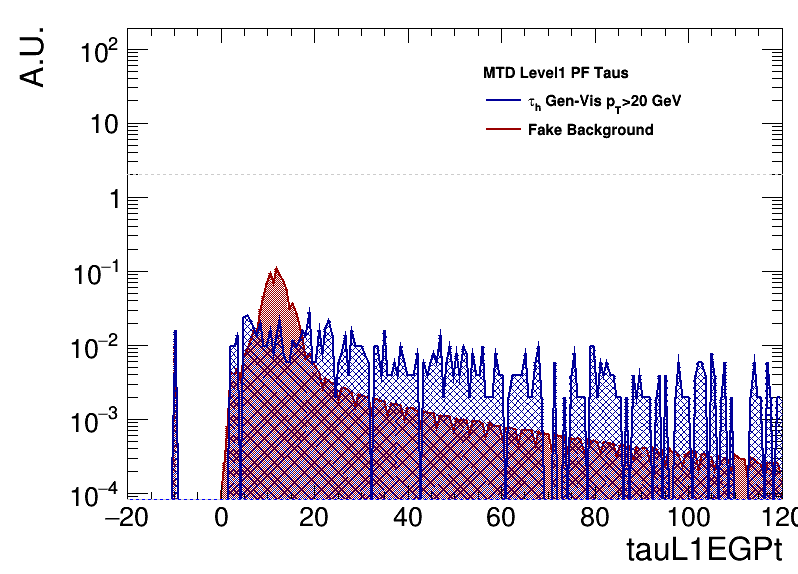 A.U.
10²
10
1
10⁻¹
10⁻²
10⁻³
10⁻⁴
MTD Level1 PF Taus
τh Gen-Vis pT>20 GeV
Fake Background
−20 0 20 40 60 80 100 120
tauL1EGPt